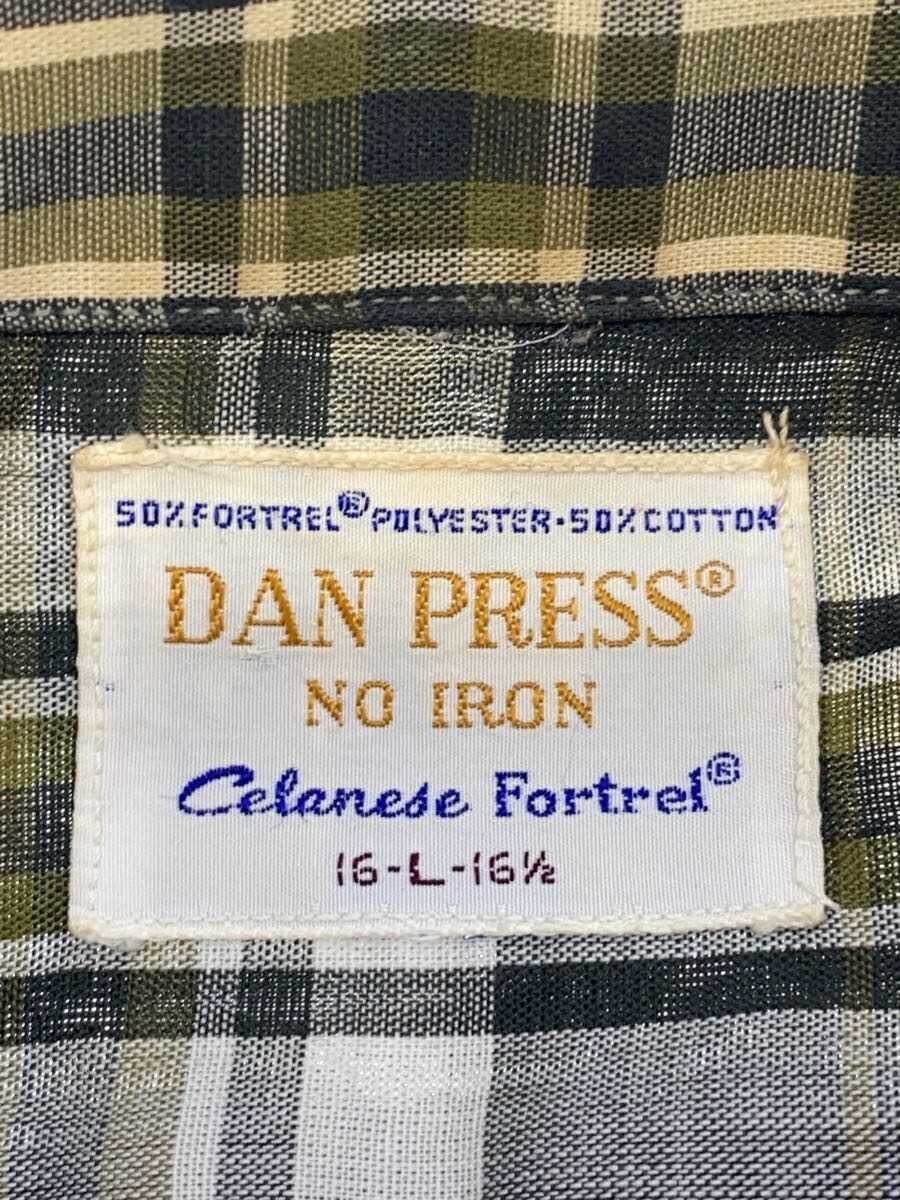 50%FORTREL® POLYESTER·50%COTTON
DAN PRESS®
NO IRON
Celanese Fortrel®
16-L-16½